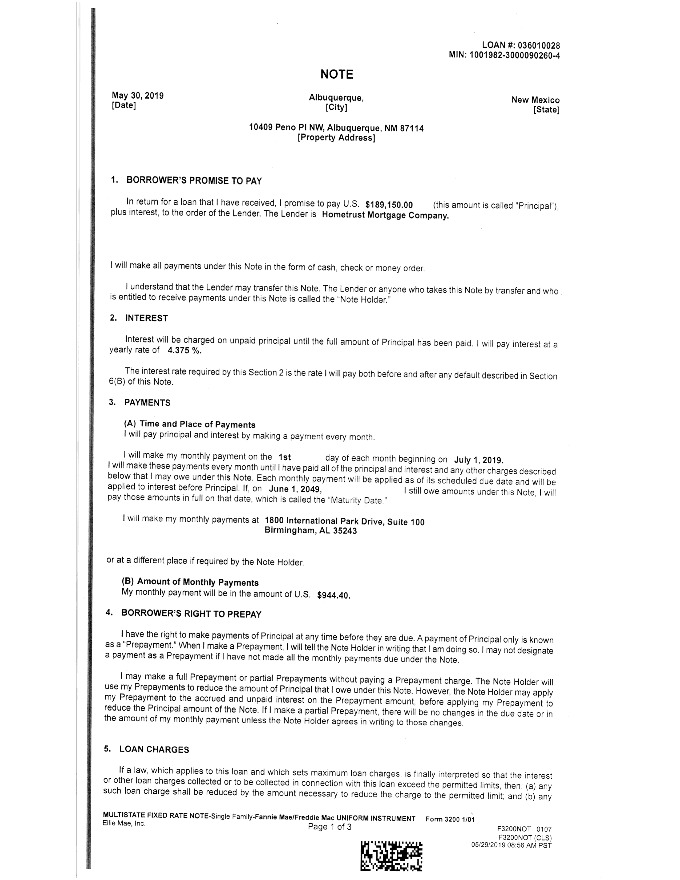 LOAN #: 036010028
MIN: 1001982-3000090260-4
NOTE
May 30, 2019
[Date]
Albuquerque,
[City]
New Mexico
[State]
10409 Peno Pl NW, Albuquerque, NM 87114
[Property Address]
1. BORROWER'S PROMISE TO PAY
In return for a loan that I have received, I promise to pay U.S. $189,150.00 (this amount is called "Principal"),
plus interest, to the order of the Lender. The Lender is Hometrust Mortgage Company.
I will make all payments under this Note in the form of cash, check or money order.
I understand that the Lender may transfer this Note. The Lender or anyone who takes this Note by transfer and who
is entitled to receive payments under this Note is called the "Note Holder."
2. INTEREST
Interest will be charged on unpaid principal until the full amount of Principal has been paid. I will pay interest at a
yearly rate of 4.375 %.
The interest rate required by this Section 2 is the rate I will pay both before and after any default described in Section
6(B) of this Note.
3. PAYMENTS
(A) Time and Place of Payments
I will pay principal and interest by making a payment every month.
I will make my monthly payment on the 1st day of each month beginning on July 1, 2019.
I will make these payments every month until I have paid all of the principal and interest and any other charges described
below that I may owe under this Note. Each monthly payment will be applied as of its scheduled due date and will be
applied to interest before Principal. If, on June 1, 2049, I still owe amounts under this Note, I will
pay those amounts in full on that date, which is called the "Maturity Date."
I will make my monthly payments at 1800 International Park Drive, Suite 100
Birmingham, AL 35243
or at a different place if required by the Note Holder.
(B) Amount of Monthly Payments
My monthly payment will be in the amount of U.S. $944.40.
4. BORROWER'S RIGHT TO PREPAY
I have the right to make payments of Principal at any time before they are due. A payment of Principal only is known
as a "Prepayment." When I make a Prepayment, I will tell the Note Holder in writing that I am doing so. I may not designate
a payment as a Prepayment if I have not made all the monthly payments due under the Note.
I may make a full Prepayment or partial Prepayments without paying a Prepayment charge. The Note Holder will
use my Prepayments to reduce the amount of Principal that I owe under this Note. However, the Note Holder may apply
my Prepayment to the accrued and unpaid interest on the Prepayment amount, before applying my Prepayment to
reduce the Principal amount of the Note. If I make a partial Prepayment, there will be no changes in the due date or in
the amount of my monthly payment unless the Note Holder agrees in writing to those changes.
5. LOAN CHARGES
If a law, which applies to this loan and which sets maximum loan charges, is finally interpreted so that the interest
or other loan charges collected or to be collected in connection with this loan exceed the permitted limits, then: (a) any
such loan charge shall be reduced by the amount necessary to reduce the charge to the permitted limit; and (b) any
MULTISTATE FIXED RATE NOTE-Single Family-Fannie Mae/Freddie Mac UNIFORM INSTRUMENT Form 3200 1/01
Ellie Mae, Inc.
Page 1 of 3
F3200NOT 0107
F3200NOT (CLS)
05/29/2019 08:56 AM PST